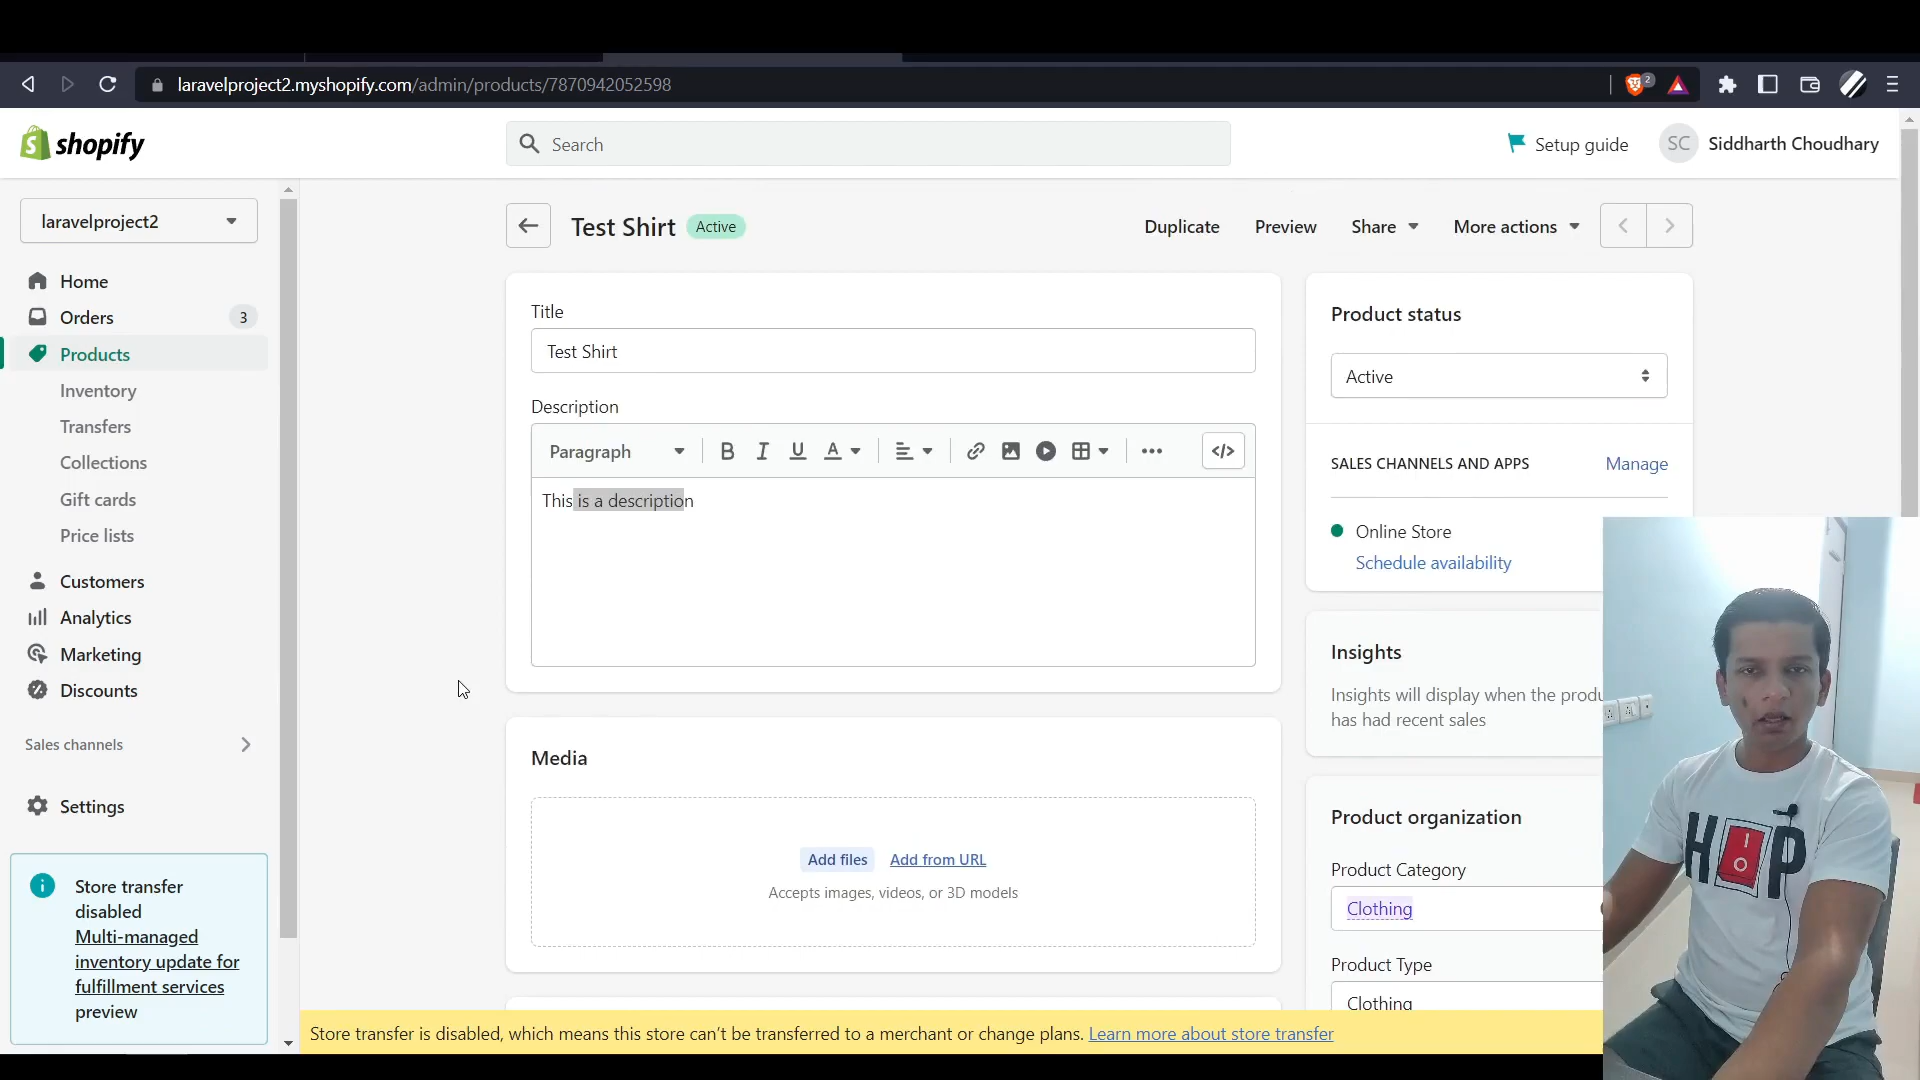 laravelproject2.myshopify.com/admin/products/7870942052598
2
shopify
Search
Setup guide
SC
Siddharth Choudhary
laravelproject2
Home
Orders
3
Products
Inventory
Transfers
Collections
Gift cards
Price lists
Customers
Analytics
Marketing
Discounts
Sales channels
Settings
Store transfer
disabled
Multi-managed
inventory update for
fulfillment services
preview
Test Shirt
Active
Duplicate
Preview
Share
More actions
Title
Test Shirt
Description
Paragraph
B
I
U
A
This is a description
Media
Add files
Add from URL
Accepts images, videos, or 3D models
Product status
Active
SALES CHANNELS AND APPS
Manage
Online Store
Schedule availability
Insights
Insights will display when the produ
has had recent sales
Product organization
Product Category
Clothing
Product Type
Clothing
Store transfer is disabled, which means this store can't be transferred to a merchant or change plans. Learn more about store transfer
HOP